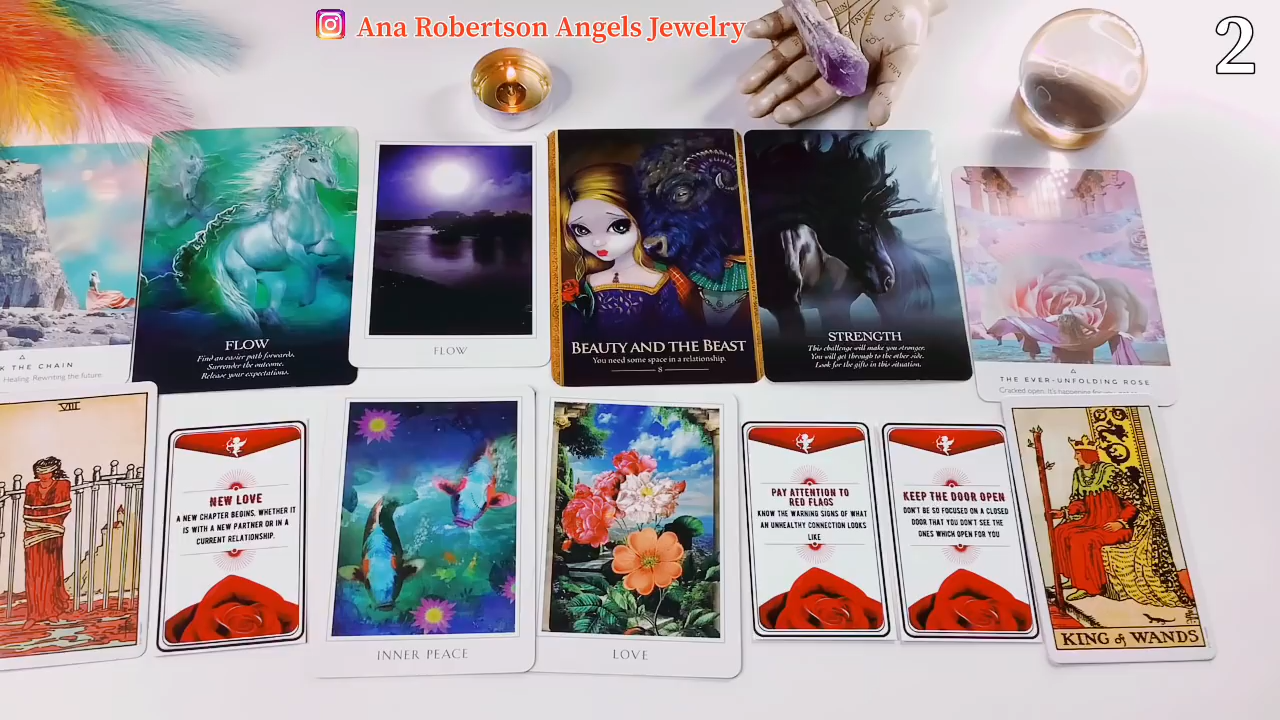 Ana Robertson Angels Jewelry
2
K THE CHAIN
Healing. Rewriting the future.
FLOW
Find an easier path forwards.
Surrender the outcome.
Release your expectations.
FLOW
BEAUTY AND THE BEAST
You need some space in a relationship.
8
STRENGTH
This challenge will make you stronger.
You will get through to the other side.
Look for the gifts in this situation.
THE EVER-UNFOLDING ROSE
Cracked open. It's happening
VIII
NEW LOVE
A NEW CHAPTER BEGINS, WHETHER IT
IS WITH A NEW PARTNER OR IN A
CURRENT RELATIONSHIP.
INNER PEACE
LOVE
PAY ATTENTION TO
RED FLAGS
KNOW THE WARNING SIGNS OF WHAT
AN UNHEALTHY CONNECTION LOOKS
LIKE
KEEP THE DOOR OPEN
DON'T BE SO FOCUSED ON A CLOSED
DOOR THAT YOU DON'T SEE THE
ONES WHICH OPEN FOR YOU
KING of WANDS